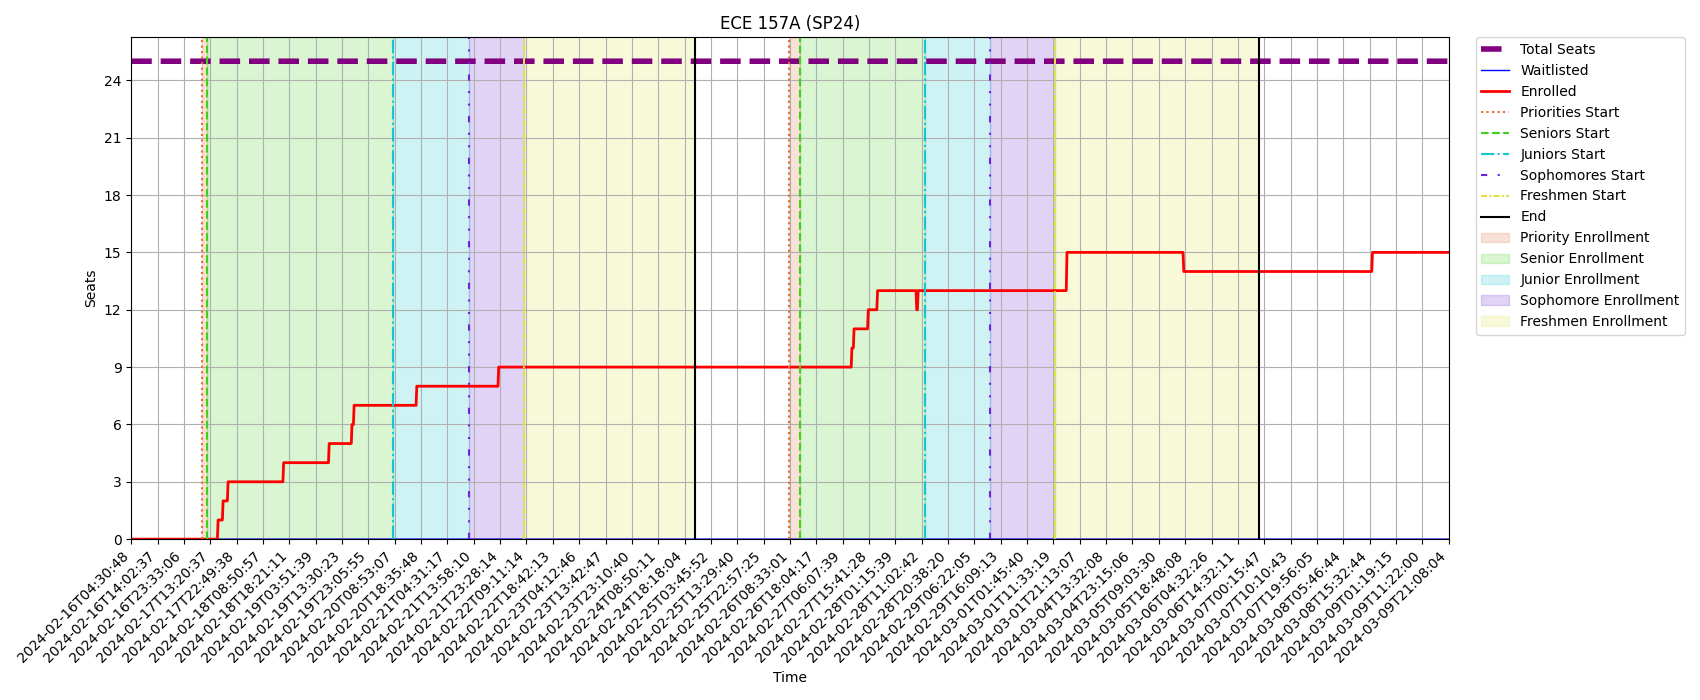 ECE 157A (SP24)
Seats
24
21
18
15
12
9
6
3
0
2024-02-16T04:30:48
2024-02-16T14:02:37
2024-02-16T23:33:06
2024-02-17T13:20:37
2024-02-17T22:49:38
2024-02-18T08:50:57
2024-02-18T18:21:11
2024-02-19T03:51:39
2024-02-19T13:30:23
2024-02-19T23:05:55
2024-02-20T08:53:07
2024-02-20T18:35:48
2024-02-21T04:31:17
2024-02-21T13:58:10
2024-02-21T23:28:14
2024-02-22T09:11:14
2024-02-22T18:42:13
2024-02-23T04:12:46
2024-02-23T13:42:47
2024-02-23T23:10:40
2024-02-24T08:50:11
2024-02-24T18:18:04
2024-02-25T03:45:52
2024-02-25T13:29:40
2024-02-25T22:57:25
2024-02-26T08:33:01
2024-02-26T18:04:17
2024-02-27T06:07:39
2024-02-27T15:41:28
2024-02-28T01:15:39
2024-02-28T11:02:42
2024-02-28T20:38:20
2024-02-29T06:22:05
2024-02-29T16:09:13
2024-03-01T01:45:40
2024-03-01T11:33:19
2024-03-01T21:13:07
2024-03-04T13:32:08
2024-03-04T23:15:06
2024-03-05T09:03:30
2024-03-05T18:48:08
2024-03-06T04:32:26
2024-03-06T14:32:11
2024-03-07T00:15:47
2024-03-07T10:10:43
2024-03-07T19:56:05
2024-03-08T05:46:44
2024-03-08T15:32:44
2024-03-09T01:19:15
2024-03-09T11:22:00
2024-03-09T21:08:04
Time
Total Seats
Waitlisted
Enrolled
Priorities Start
Seniors Start
Juniors Start
Sophomores Start
Freshmen Start
End
Priority Enrollment
Senior Enrollment
Junior Enrollment
Sophomore Enrollment
Freshmen Enrollment